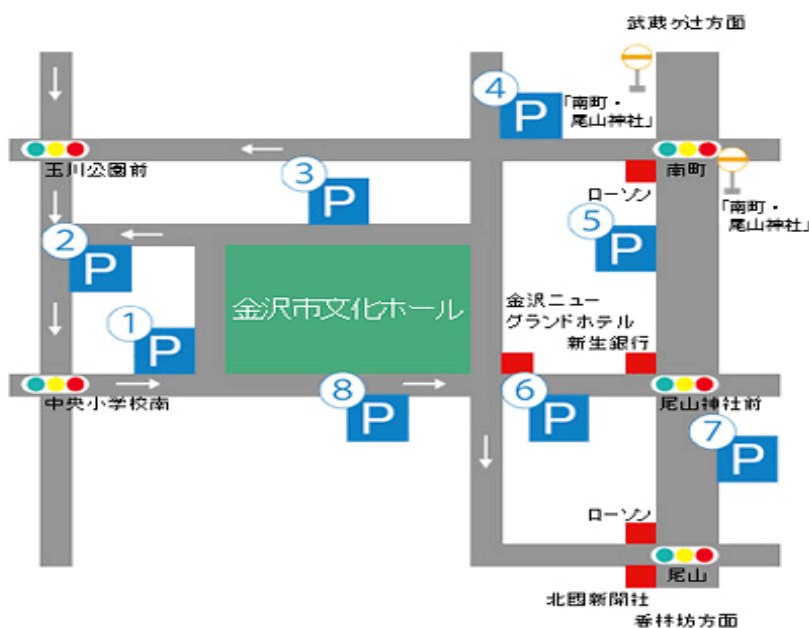 武蔵ヶ辻方面
④
P
「南町・
尾山神社」
玉川公園前
南町
③
P
ローソン
「南町・
尾山神社」
⑤
P
②
P
金沢市文化ホール
金沢ニュー
グランドホテル
新生銀行
①
P
中央小学校南
⑧
P
⑥
P
尾山神社前
⑦
P
ローソン
尾山
北國新聞社
香林坊方面